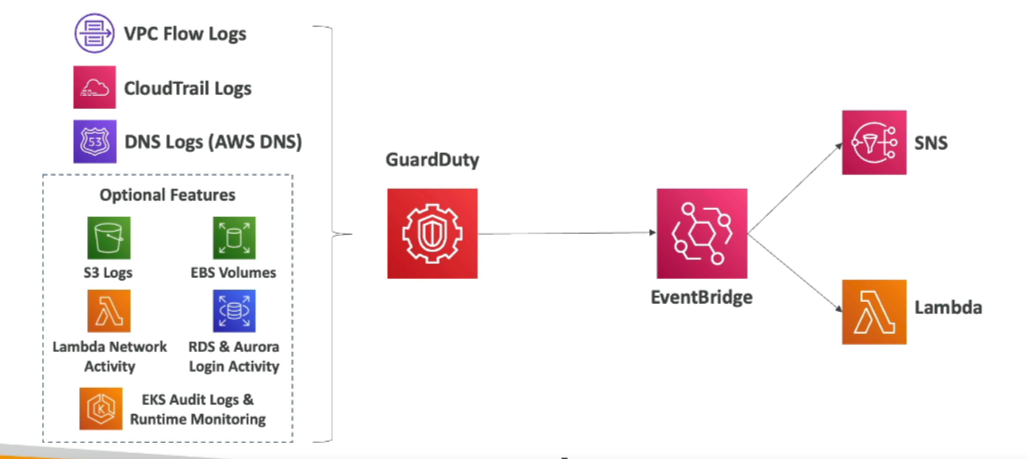 VPC Flow Logs
CloudTrail Logs
53
DNS Logs (AWS DNS)
Optional Features
S3 Logs
EBS Volumes
Lambda Network
Activity
RDS & Aurora
Login Activity
K
EKS Audit Logs &
Runtime Monitoring
GuardDuty
EventBridge
SNS
Lambda